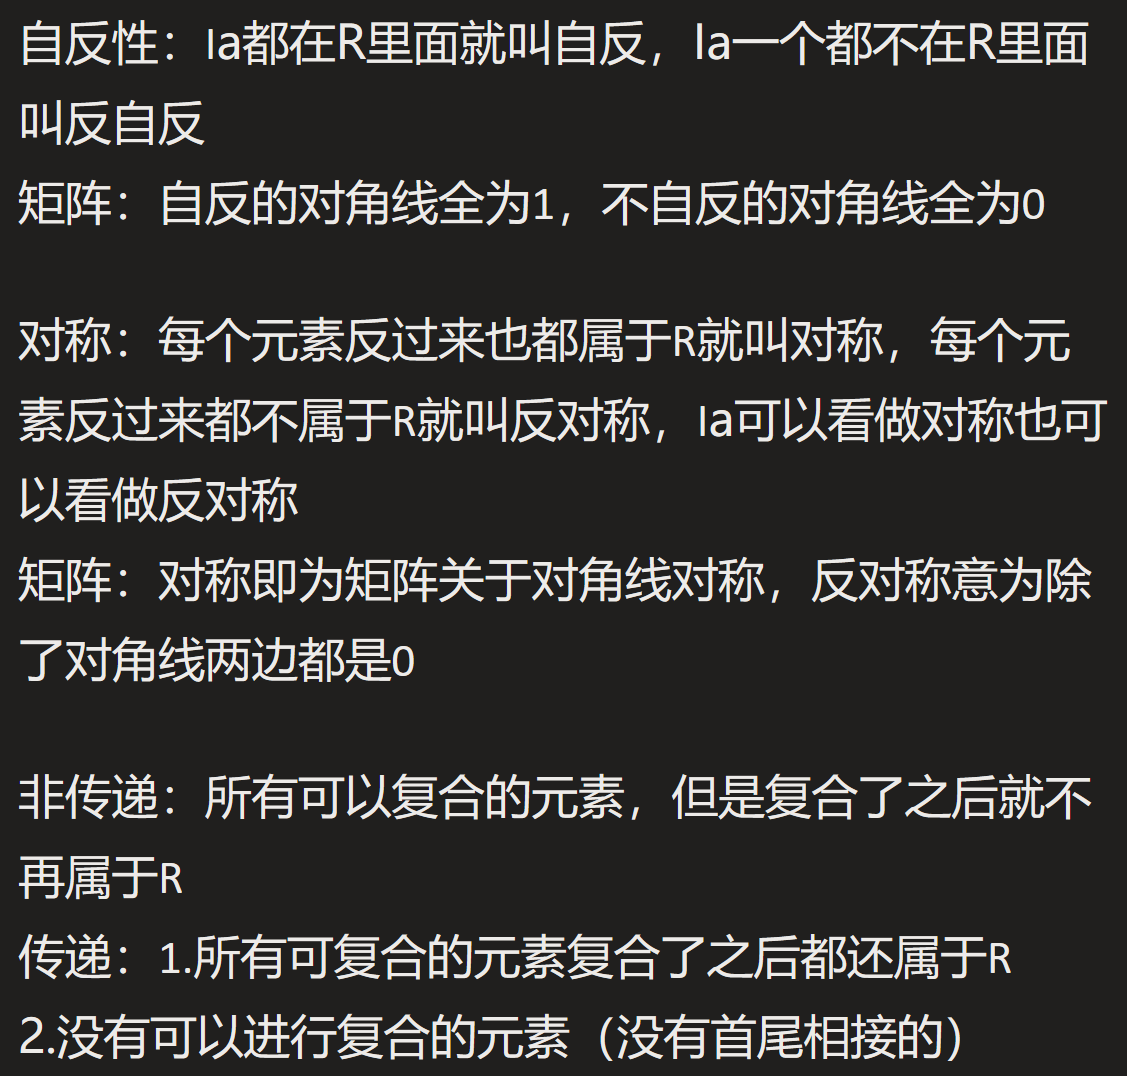 自反性：Ia都在R里面就叫自反，Ia一个都不在R里面
叫反自反
矩阵：自反的对角线全为1，不自反的对角线全为0
对称：每个元素反过来也都属于R就叫对称，每个元
素反过来都不属于R就叫反对称，Ia可以看做对称也可
以看做反对称
矩阵：对称即为矩阵关于对角线对称，反对称意为除
了对角线两边都是0
非传递：所有可以复合的元素，但是复合了之后就不
再属于R
传递：1.所有可复合的元素复合了之后都还属于R
2.没有可以进行复合的元素（没有首尾相接的）